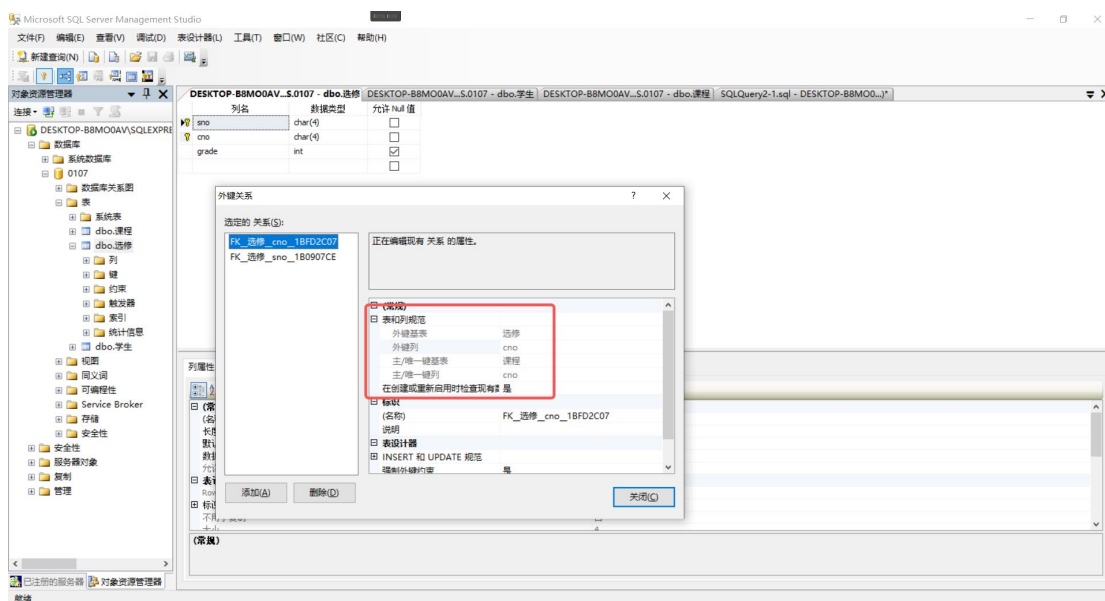 Microsoft SQL Server Management Studio
文件(F) 编辑(E) 查看(V) 调试(D) 表设计器(L) 工具(T) 窗口(W) 社区(C) 帮助(H)
新建查询(N)
对象资源管理器
DESKTOP-B8MO0AV...S.0107 - dbo.选修 DESKTOP-B8MO0AV...S.0107 - dbo.学生 DESKTOP-B8MO0AV...S.0107 - dbo.课程 SQLQuery2-1.sql - DESKTOP-B8MO0...)*
连接
列名 数据类型 允许 Null 值
sno char(4)
cno char(4)
grade int
DESKTOP-B8MO0AV\SQLEXPRE
数据库
系统数据库
0107
数据库关系图
表
系统表
dbo.课程
dbo.选修
列
键
约束
触发器
索引
统计信息
dbo.学生
视图
同义词
可编程性
Service Broker
存储
安全性
安全性
服务器对象
复制
管理
外键关系
? ×
选定的 关系(S):
FK_选修_cno_1BFD2C07
FK_选修_sno_1B0907CE
正在编辑现有 关系 的属性。
(常规)
表和列规范
外键基表 选修
外键列 cno
主/唯一键基表 课程
主/唯一键列 cno
在创建或重新启用时检查现有 是
标识
(名称) FK_选修_cno_1BFD2C07
说明
表设计器
INSERT 和 UPDATE 规范
强制外键约束 是
添加(A) 删除(D) 关闭(C)
列属性
(常规)
已注册的服务器 对象资源管理器
就绪